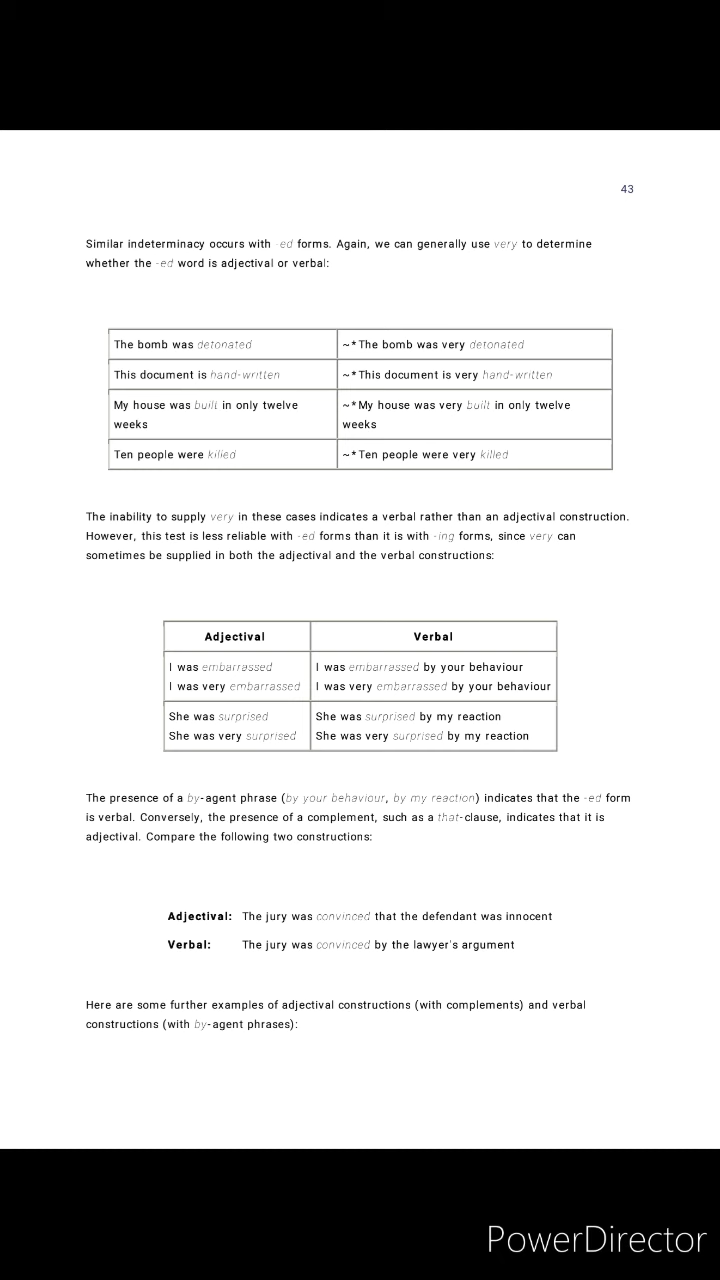 43
Similar indeterminacy occurs with -ed forms. Again, we can generally use very to determine
whether the -ed word is adjectival or verbal:
The bomb was detonated ~*The bomb was very detonated
This document is hand-written ~*This document is very hand-written
My house was built in only twelve ~*My house was very built in only twelve
weeks weeks
Ten people were killed ~*Ten people were very killed
The inability to supply very in these cases indicates a verbal rather than an adjectival construction.
However, this test is less reliable with -ed forms than it is with -ing forms, since very can
sometimes be supplied in both the adjectival and the verbal constructions:
Adjectival Verbal
I was embarrassed I was embarrassed by your behaviour
I was very embarrassed I was very embarrassed by your behaviour
She was surprised She was surprised by my reaction
She was very surprised She was very surprised by my reaction
The presence of a by-agent phrase (by your behaviour, by my reaction) indicates that the -ed form
is verbal. Conversely, the presence of a complement, such as a that-clause, indicates that it is
adjectival. Compare the following two constructions:
Adjectival: The jury was convinced that the defendant was innocent
Verbal: The jury was convinced by the lawyer's argument
Here are some further examples of adjectival constructions (with complements) and verbal
constructions (with by-agent phrases):
PowerDirector